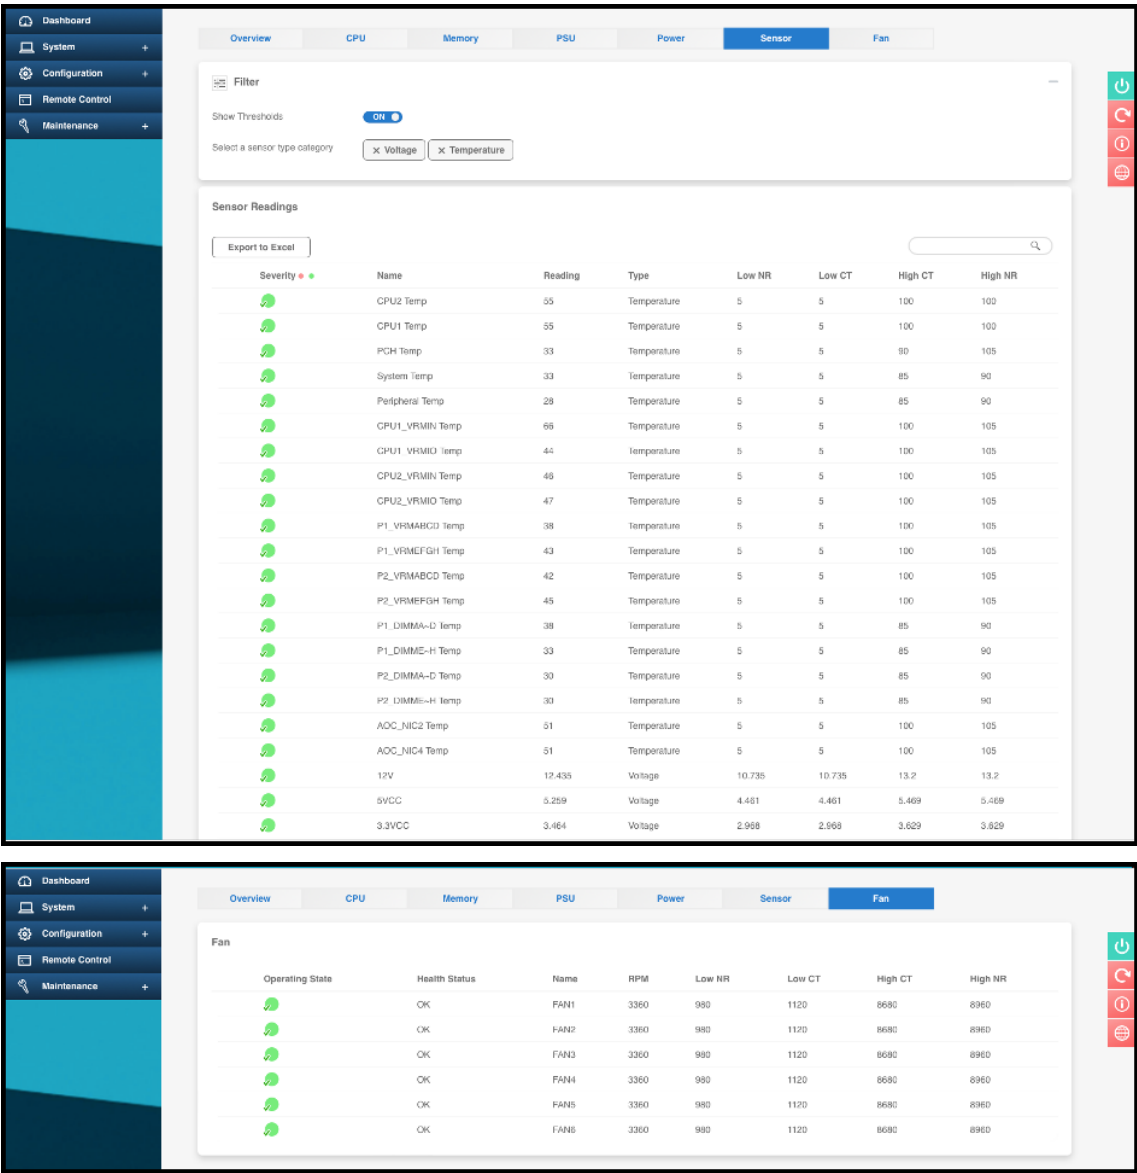 Dashboard
System +
Configuration +
Remote Control
Maintenance +
Overview CPU Memory PSU Power Sensor Fan
Filter
Show Thresholds ON
Select a sensor type category × Voltage × Temperature
Sensor Readings
Export to Excel
Severity Name Reading Type Low NR Low CT High CT High NR
CPU2 Temp 55 Temperature 5 5 100 100
CPU1 Temp 55 Temperature 5 5 100 100
PCH Temp 33 Temperature 5 5 90 105
System Temp 33 Temperature 5 5 85 90
Peripheral Temp 28 Temperature 5 5 85 90
CPU1_VRMIN Temp 66 Temperature 5 5 100 105
CPU1_VRMIO Temp 44 Temperature 5 5 100 105
CPU2_VRMIN Temp 46 Temperature 5 5 100 105
CPU2_VRMIO Temp 47 Temperature 5 5 100 105
P1_VRMABCD Temp 38 Temperature 5 5 100 105
P1_VRMEFGH Temp 43 Temperature 5 5 100 105
P2_VRMABCD Temp 42 Temperature 5 5 100 105
P2_VRMEFGH Temp 45 Temperature 5 5 100 105
P1_DIMMA~D Temp 38 Temperature 5 5 85 90
P1_DIMME~H Temp 33 Temperature 5 5 85 90
P2_DIMMA~D Temp 30 Temperature 5 5 85 90
P2_DIMME~H Temp 30 Temperature 5 5 85 90
AOC_NIC2 Temp 51 Temperature 5 5 100 105
AOC_NIC4 Temp 51 Temperature 5 5 100 105
12V 12.435 Voltage 10.735 10.735 13.2 13.2
5VCC 5.259 Voltage 4.461 4.461 5.469 5.469
3.3VCC 3.464 Voltage 2.968 2.968 3.629 3.629
Dashboard
System +
Configuration +
Remote Control
Maintenance +
Overview CPU Memory PSU Power Sensor Fan
Fan
Operating State Health Status Name RPM Low NR Low CT High CT High NR
OK FAN1 3360 980 1120 8680 8960
OK FAN2 3360 980 1120 8680 8960
OK FAN3 3360 980 1120 8680 8960
OK FAN4 3360 980 1120 8680 8960
OK FAN5 3360 980 1120 8680 8960
OK FAN6 3360 980 1120 8680 8960